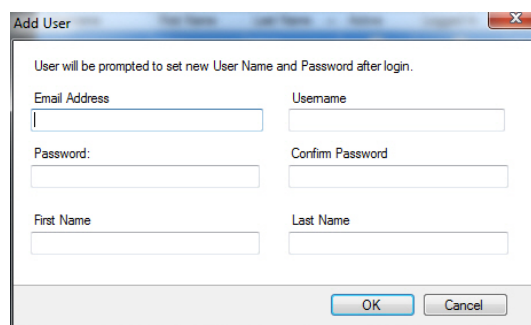 Add User
User will be prompted to set new User Name and Password after login.
Email Address Username
Password: Confirm Password
First Name Last Name
OK Cancel